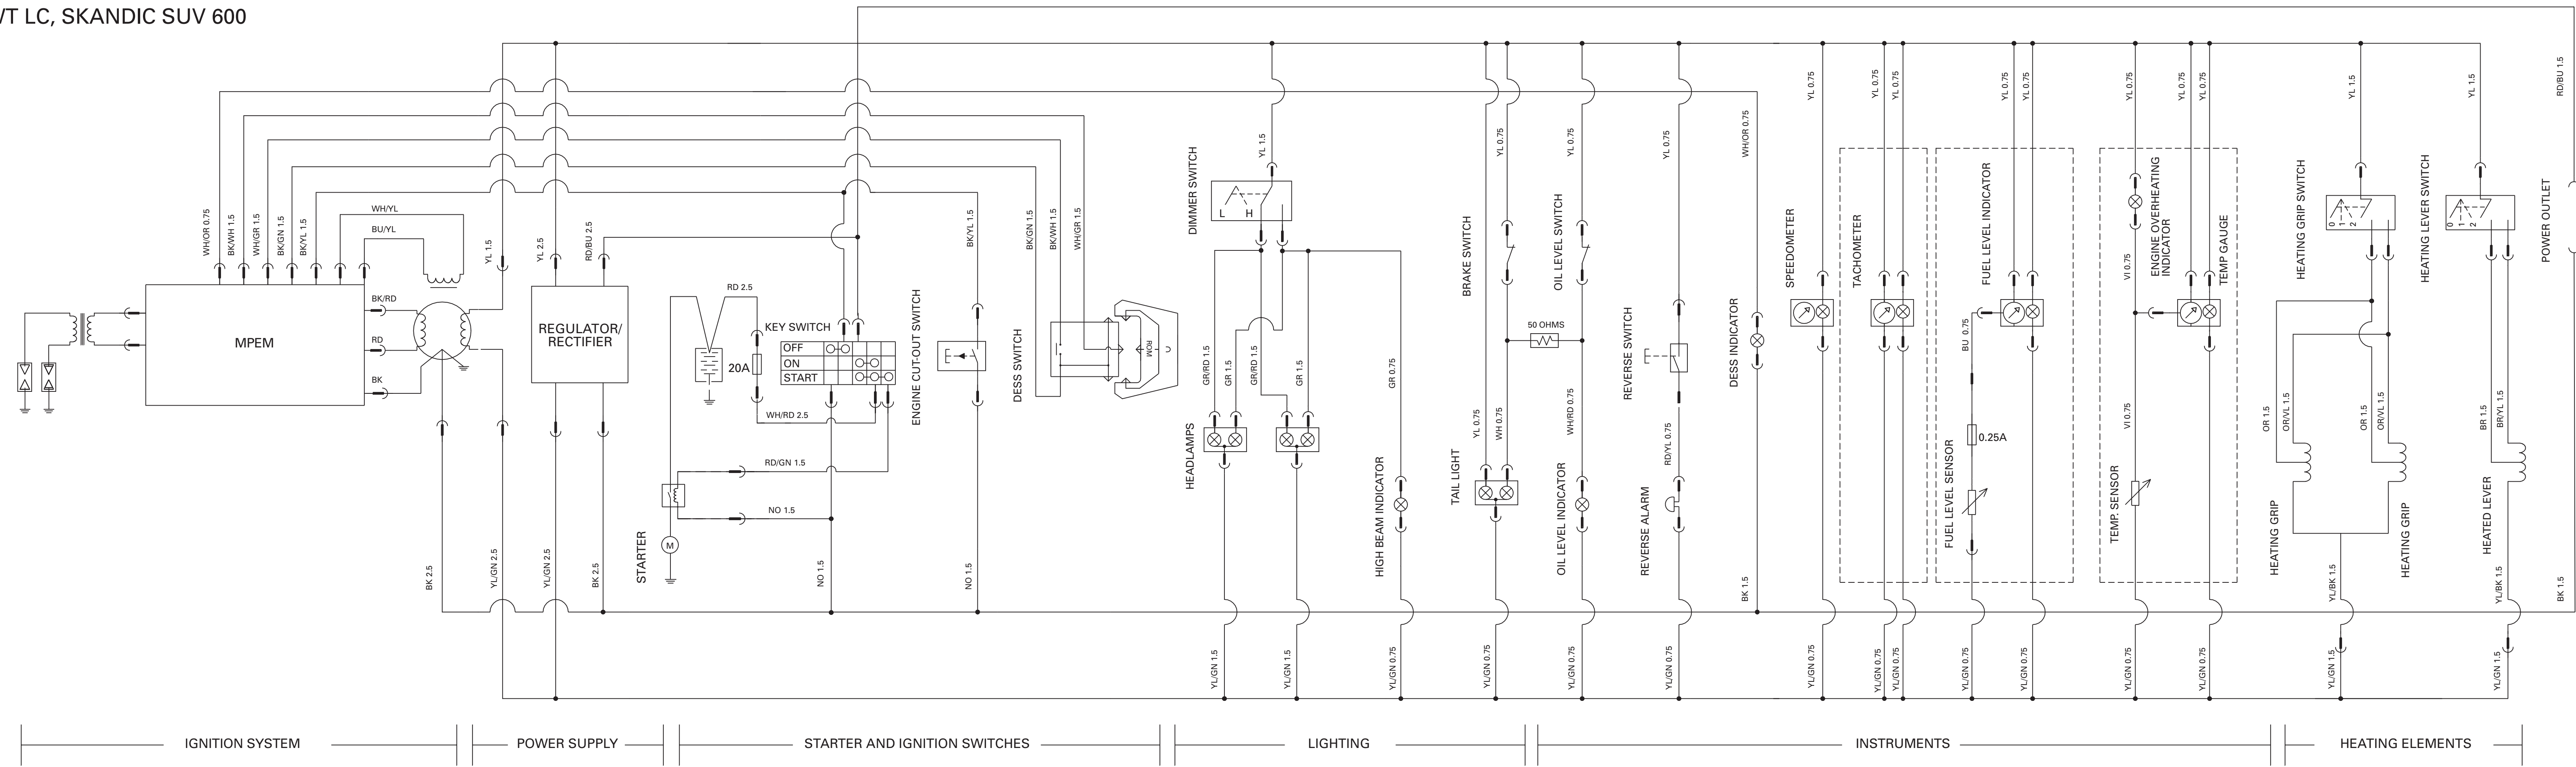 /T LC, SKANDIC SUV 600
WH/OR 0.75
BK/WH 1.5
WH/GR 1.5
BK/GN 1.5
BK/YL 1.5
WH/YL
BU/YL
MPEM
BK/RD
RD
BK
YL 1.5
YL 2.5
RD/BU 2.5
REGULATOR/
RECTIFIER
BK 2.5
YL/GN 2.5
YL/GN 2.5
BK 2.5
RD 2.5
20A
KEY SWITCH
OFF
ON
START
WH/RD 2.5
RD/GN 1.5
NO 1.5
M
STARTER
NO 1.5
ENGINE CUT-OUT SWITCH
BK/YL 1.5
NO 1.5
DESS SWITCH
BK/GN 1.5
BK/WH 1.5
WH/GR 1.5
ROM
DIMMER SWITCH
YL 1.5
L H
GR/RD 1.5
GR 1.5
GR/RD 1.5
GR 1.5
GR 0.75
HEADLAMPS
HIGH BEAM INDICATOR
YL/GN 1.5
YL/GN 1.5
YL/GN 0.75
BRAKE SWITCH
YL 0.75
YL 0.75
WH 0.75
TAIL LIGHT
YL/GN 0.75
OIL LEVEL SWITCH
YL 0.75
50 OHMS
WH/RD 0.75
OIL LEVEL INDICATOR
YL/GN 0.75
YL 0.75
REVERSE SWITCH
RD/YL 0.75
REVERSE ALARM
YL/GN 0.75
WH/OR 0.75
DESS INDICATOR
BK 1.5
YL 0.75
SPEEDOMETER
YL/GN 0.75
YL 0.75
YL 0.75
TACHOMETER
YL/GN 0.75
YL/GN 0.75
YL 0.75
YL 0.75
FUEL LEVEL INDICATOR
BU 0.75
0.25A
FUEL LEVEL SENSOR
YL/GN 0.75
YL/GN 0.75
YL 0.75
YL 0.75
YL 0.75
ENGINE OVERHEATING
INDICATOR
TEMP GAUGE
VI 0.75
VI 0.75
TEMP. SENSOR
YL/GN 0.75
YL/GN 0.75
YL 1.5
HEATING GRIP SWITCH
0 1 2
OR 1.5
OR/VL 1.5
OR 1.5
OR/VL 1.5
HEATING GRIP
HEATING GRIP
YL/BK 1.5
YL/GN 1.5
YL 1.5
HEATING LEVER SWITCH
0 1 2
BR 1.5
BR/YL 1.5
HEATED LEVER
YL/BK 1.5
YL/GN 1.5
RD/BU 1.5
POWER OUTLET
BK 1.5
IGNITION SYSTEM
POWER SUPPLY
STARTER AND IGNITION SWITCHES
LIGHTING
INSTRUMENTS
HEATING ELEMENTS